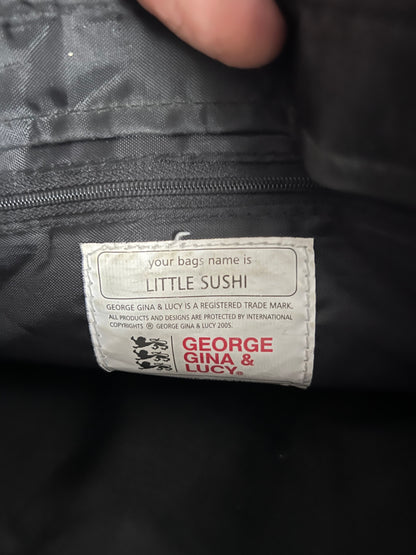 your bags name is
LITTLE SUSHI
GEORGE GINA & LUCY IS A REGISTERED TRADE MARK.
ALL PRODUCTS AND DESIGNS ARE PROTECTED BY INTERNATIONAL
COPYRIGHTS ® GEORGE GINA & LUCY 2005.
GEORGE
GINA &
LUCY®